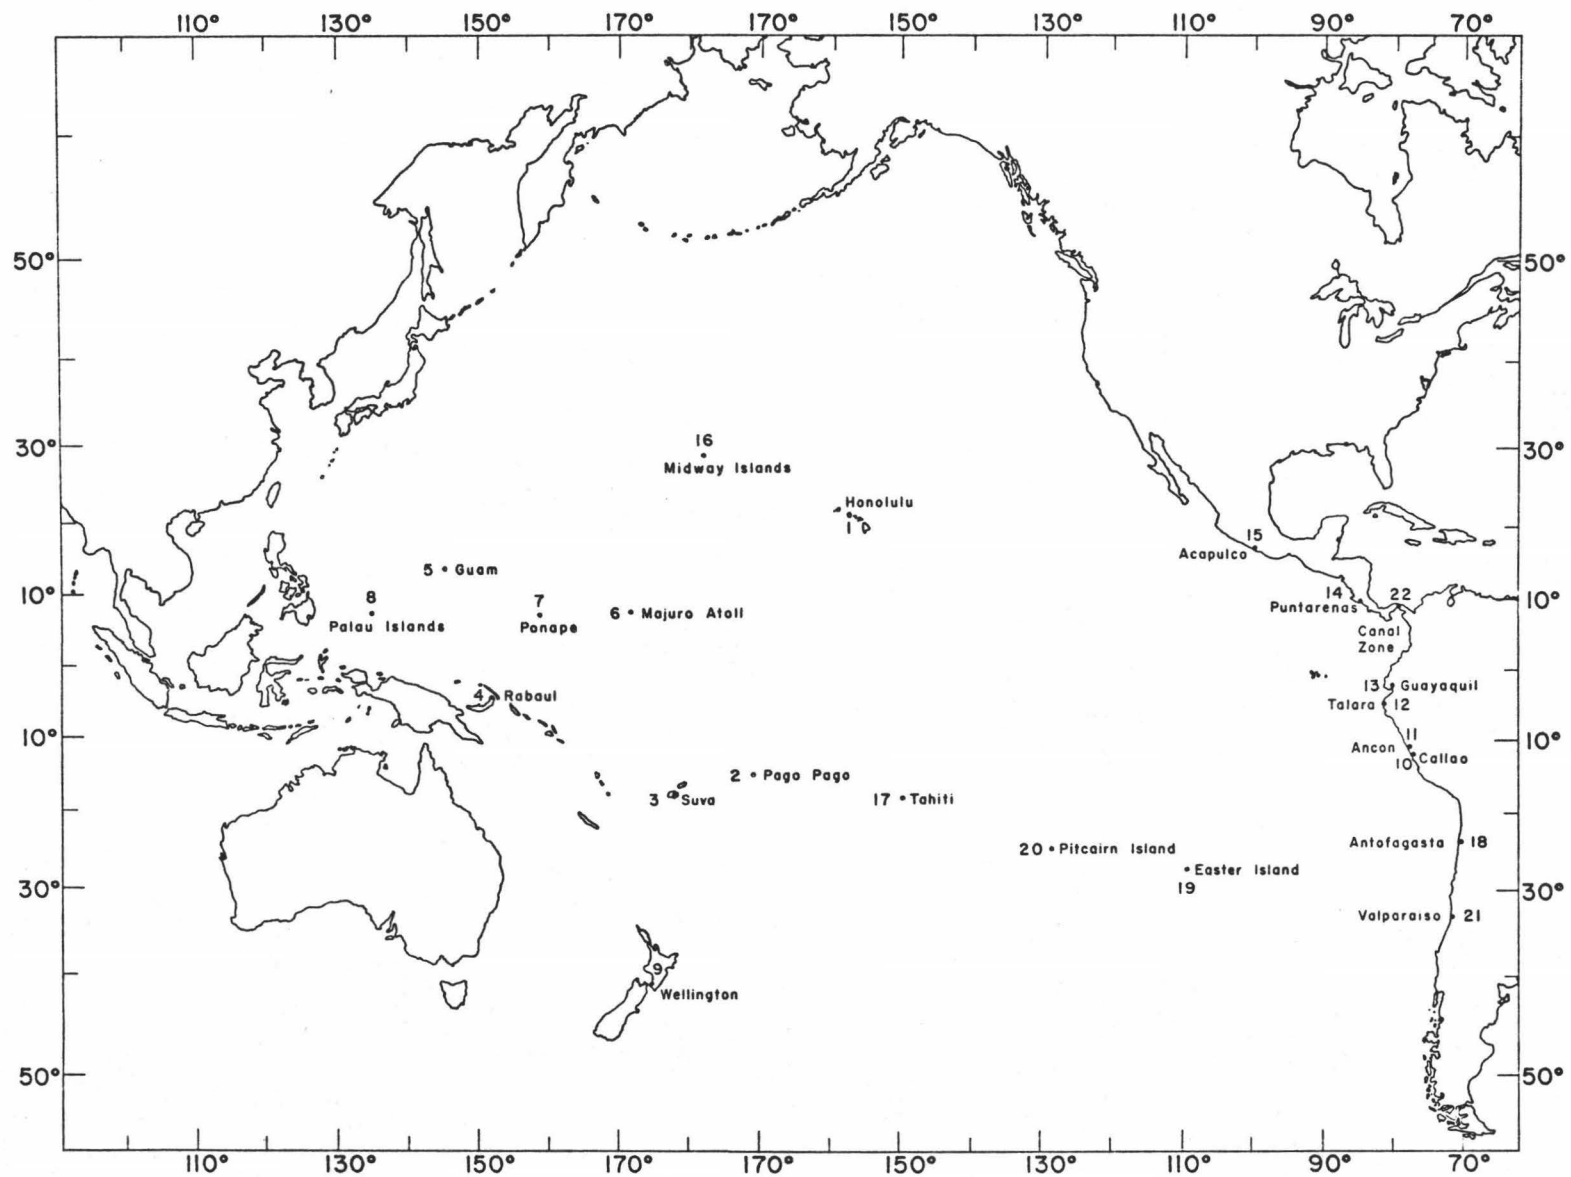 110° 130° 150° 170° 170° 150° 130° 110° 90° 70°
50° 50°
30° 30°
16
Midway Islands
Honolulu
1
15
Acapulco
5 Guam
10° 10°
8
Palau Islands
7
Ponape
6 Majuro Atoll
14
Puntarenas
22
Canal
Zone
4 Rabaul
13 Guayaquil
Talara 12
10° 10°
11
Ancon
10 Callao
2 Pago Pago
3 Suva
17 Tahiti
Antofagasta 18
20 Pitcairn Island
Easter Island
19
30° 30°
Valparaiso 21
9
Wellington
50° 50°
110° 130° 150° 170° 170° 150° 130° 110° 90° 70°